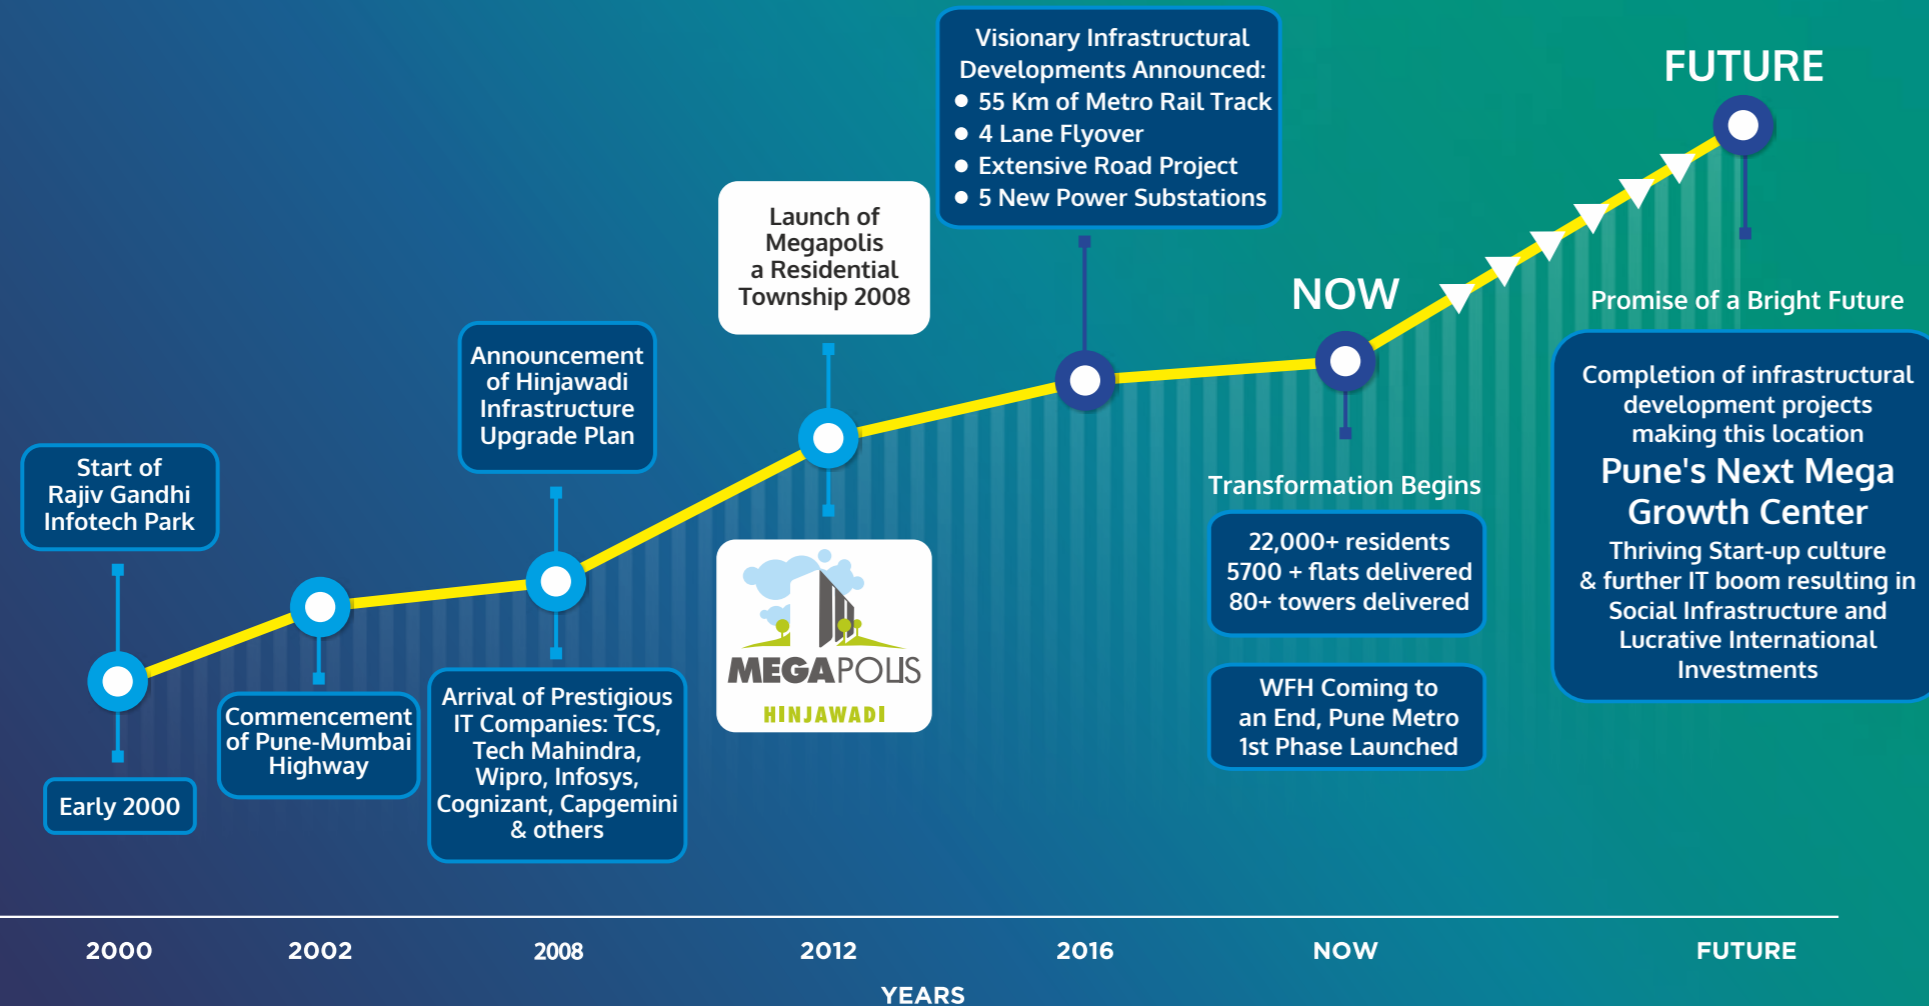 Start of
Rajiv Gandhi
Infotech Park
Early 2000
Commencement
of Pune-Mumbai
Highway
Announcement
of Hinjawadi
Infrastructure
Upgrade Plan
Arrival of Prestigious
IT Companies: TCS,
Tech Mahindra,
Wipro, Infosys,
Cognizant, Capgemini
& others
Launch of
Megapolis
a Residential
Township 2008
MEGAPOLIS
HINJAWADI
Visionary Infrastructural
Developments Announced:
● 55 Km of Metro Rail Track
● 4 Lane Flyover
● Extensive Road Project
● 5 New Power Substations
NOW
Transformation Begins
22,000+ residents
5700 + flats delivered
80+ towers delivered
WFH Coming to
an End, Pune Metro
1st Phase Launched
FUTURE
Promise of a Bright Future
Completion of infrastructural
development projects
making this location
Pune's Next Mega
Growth Center
Thriving Start-up culture
& further IT boom resulting in
Social Infrastructure and
Lucrative International
Investments
2000
2002
2008
2012
2016
NOW
FUTURE
YEARS